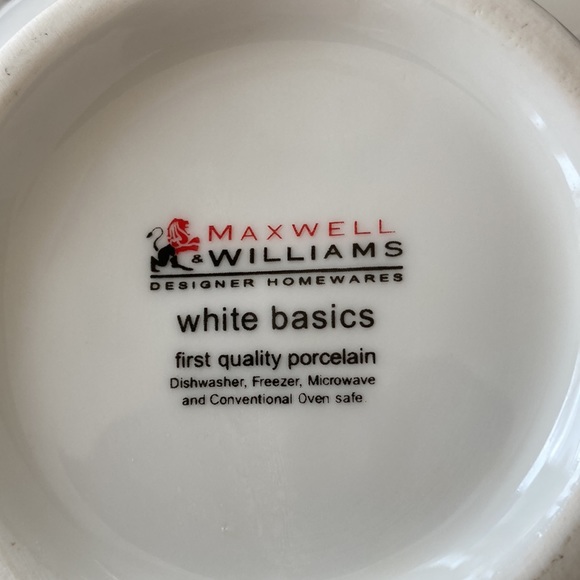 MAXWELL
& WILLIAMS
DESIGNER HOMEWARES
white basics
first quality porcelain
Dishwasher, Freezer, Microwave
and Conventional Oven safe.